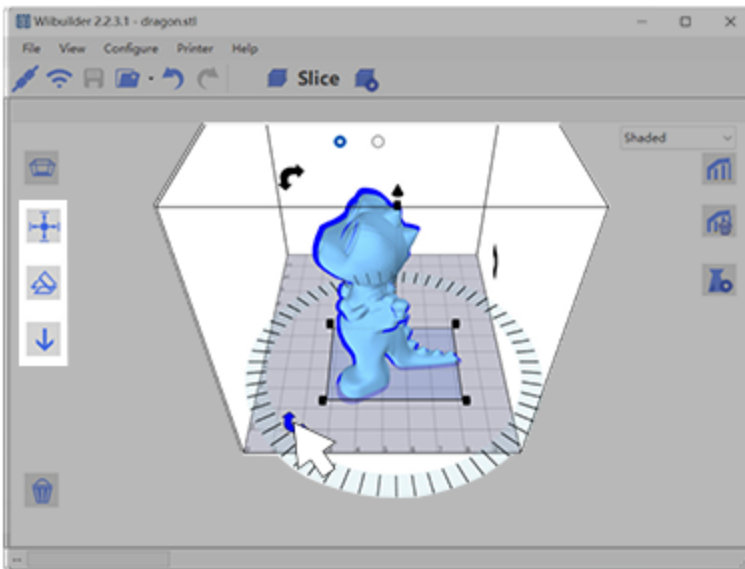 Wiibuilder 2.2.3.1 - dragon.stl
File View Configure Printer Help
Slice
Shaded